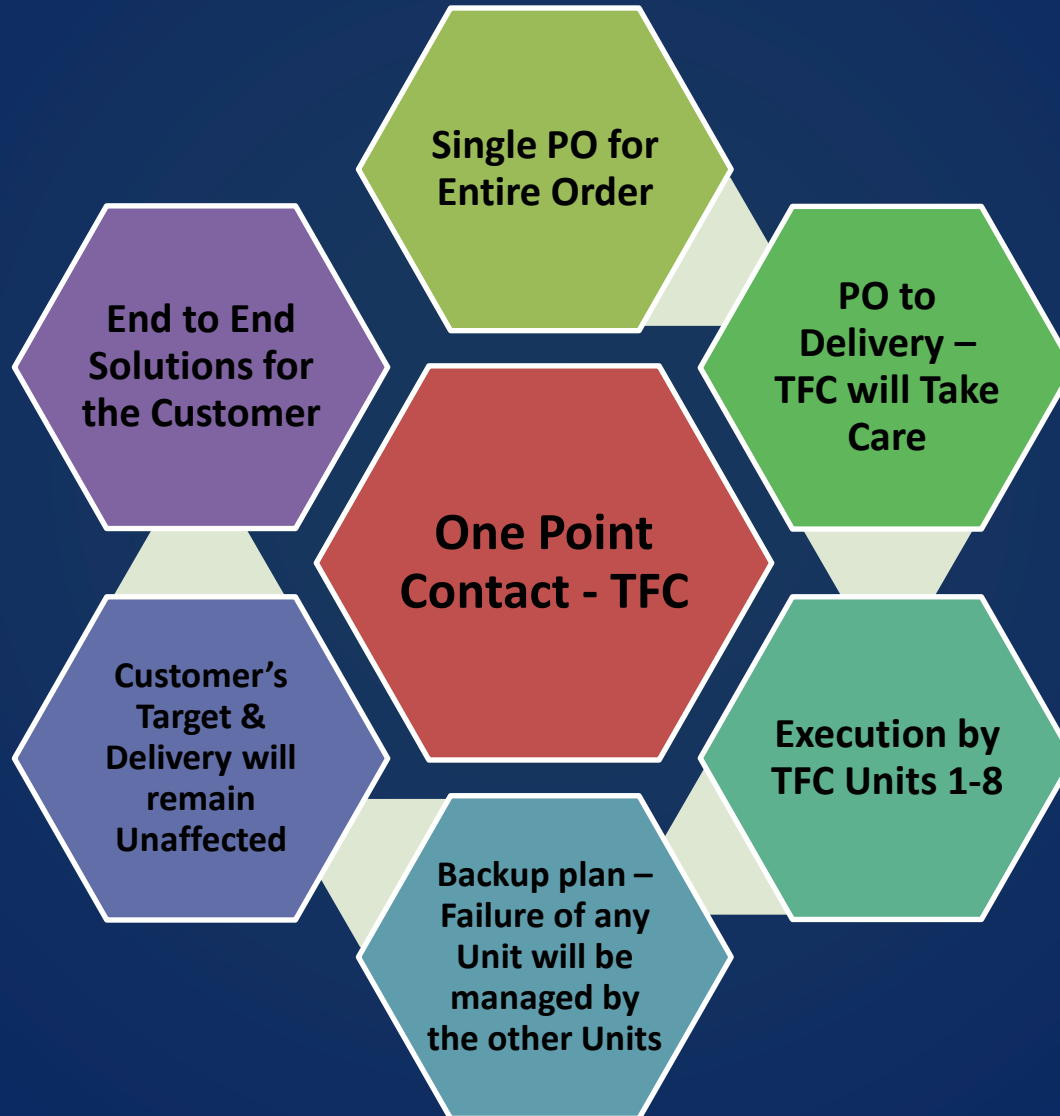 Single PO for
Entire Order
PO to
Delivery –
TFC will Take
Care
Execution by
TFC Units 1-8
Backup plan –
Failure of any
Unit will be
managed by
the other Units
Customer’s
Target &
Delivery will
remain
Unaffected
End to End
Solutions for
the Customer
One Point
Contact - TFC